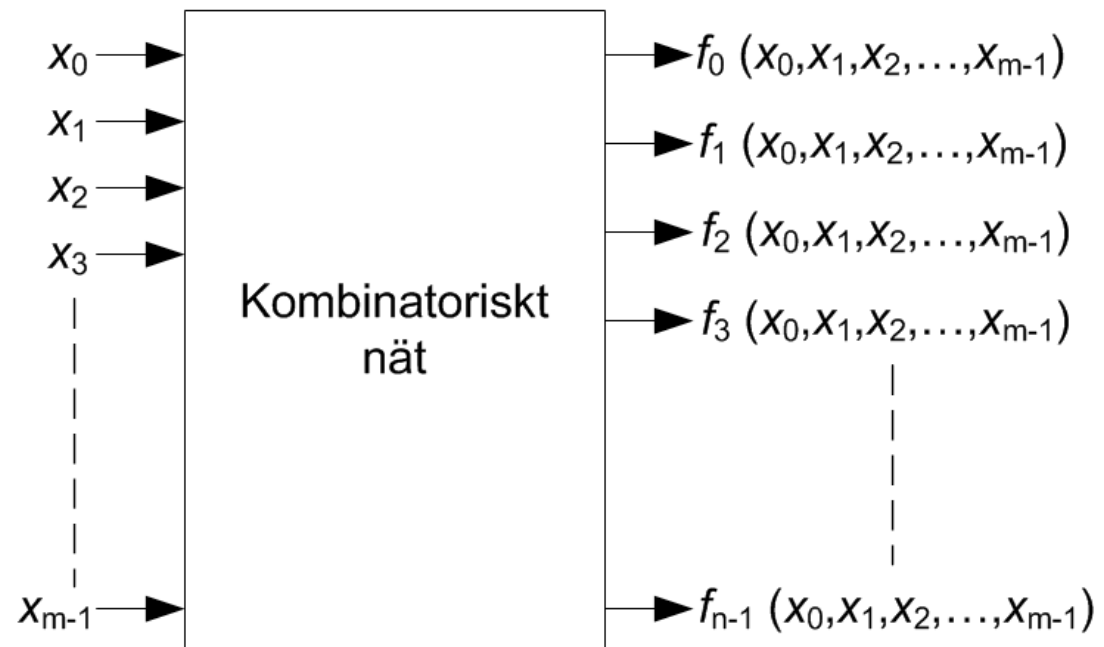 x₀
x₁
x₂
x₃
xₘ₋₁
Kombinatoriskt
nät
f₀ (x₀,x₁,x₂,…,xₘ₋₁)
f₁ (x₀,x₁,x₂,…,xₘ₋₁)
f₂ (x₀,x₁,x₂,…,xₘ₋₁)
f₃ (x₀,x₁,x₂,…,xₘ₋₁)
fₙ₋₁ (x₀,x₁,x₂,…,xₘ₋₁)